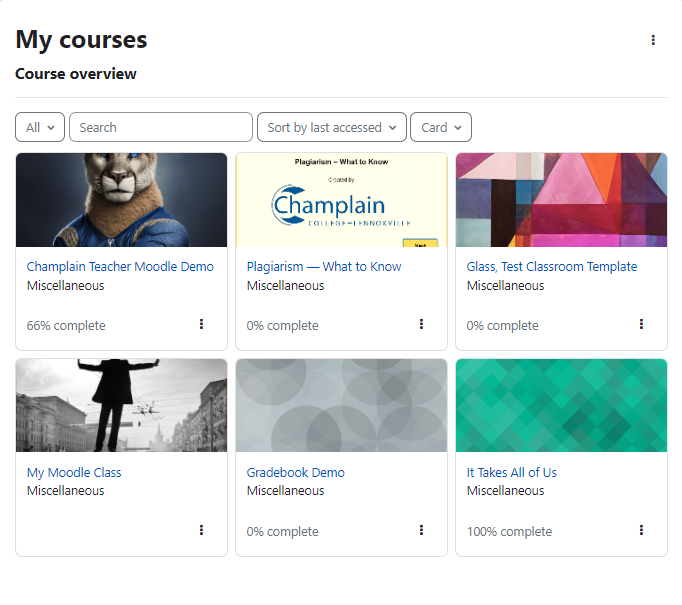 My courses
Course overview
All
Search
Sort by last accessed
Card
Plagiarism – What to Know
Created by
Champlain
COLLEGE–LENNOXVILLE
Next
Champlain Teacher Moodle Demo
Miscellaneous
66% complete
Plagiarism — What to Know
Miscellaneous
0% complete
Glass, Test Classroom Template
Miscellaneous
0% complete
My Moodle Class
Miscellaneous
Gradebook Demo
Miscellaneous
0% complete
It Takes All of Us
Miscellaneous
100% complete